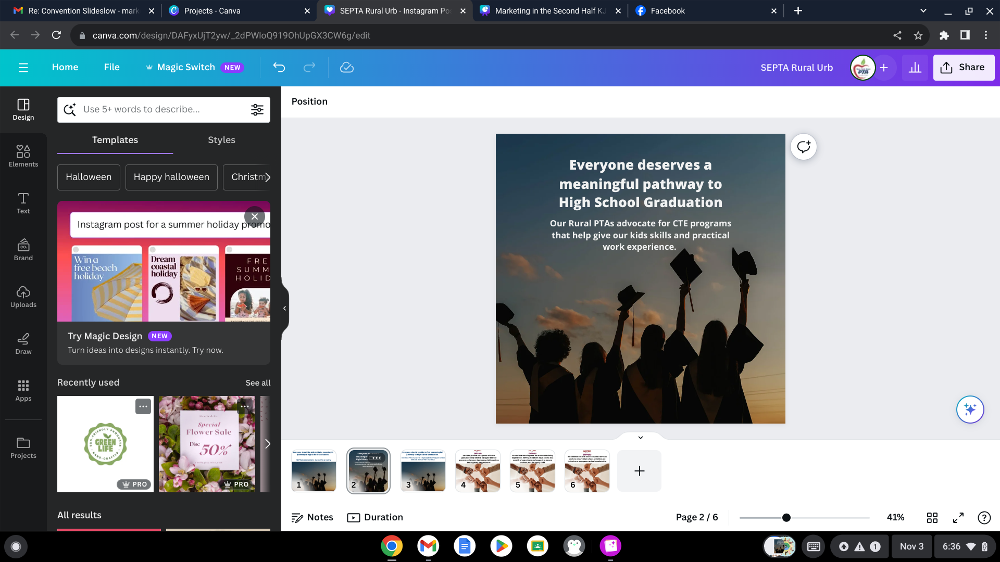 Re: Convention Slideslow - mark
Projects - Canva
SEPTA Rural Urb - Instagram Po
Marketing in the Second Half KJ
Facebook
canva.com/design/DAFyxUjT2yw/_2dPWloQ919OhUpGX3CW6g/edit
Home
File
Magic Switch
NEW
SEPTA Rural Urb
PTA
Share
Design
Elements
Text
Brand
Uploads
Draw
Apps
Projects
Use 5+ words to describe...
Templates
Styles
Halloween
Happy halloween
Christm
Instagram post for a summer holiday promo
Win a
free beach
holiday
Dream
coastal
holiday
FRE
SUMM
HOLID
Try Magic Design
NEW
Turn ideas into designs instantly. Try now.
Recently used
See all
ECO-FRIENDLY PRODUCTS
GREEN
LIFE
HAND-CRAFTED
PRO
Special
Flower Sale
Disc 50%*
PRO
All results
Position
Everyone deserves a
meaningful pathway to
High School Graduation
Our Rural PTAs advocate for CTE programs
that help give our kids skills and practical
work experience.
1
2
3
4
5
6
Notes
Duration
Page 2 / 6
41%
1
Nov 3
6:36